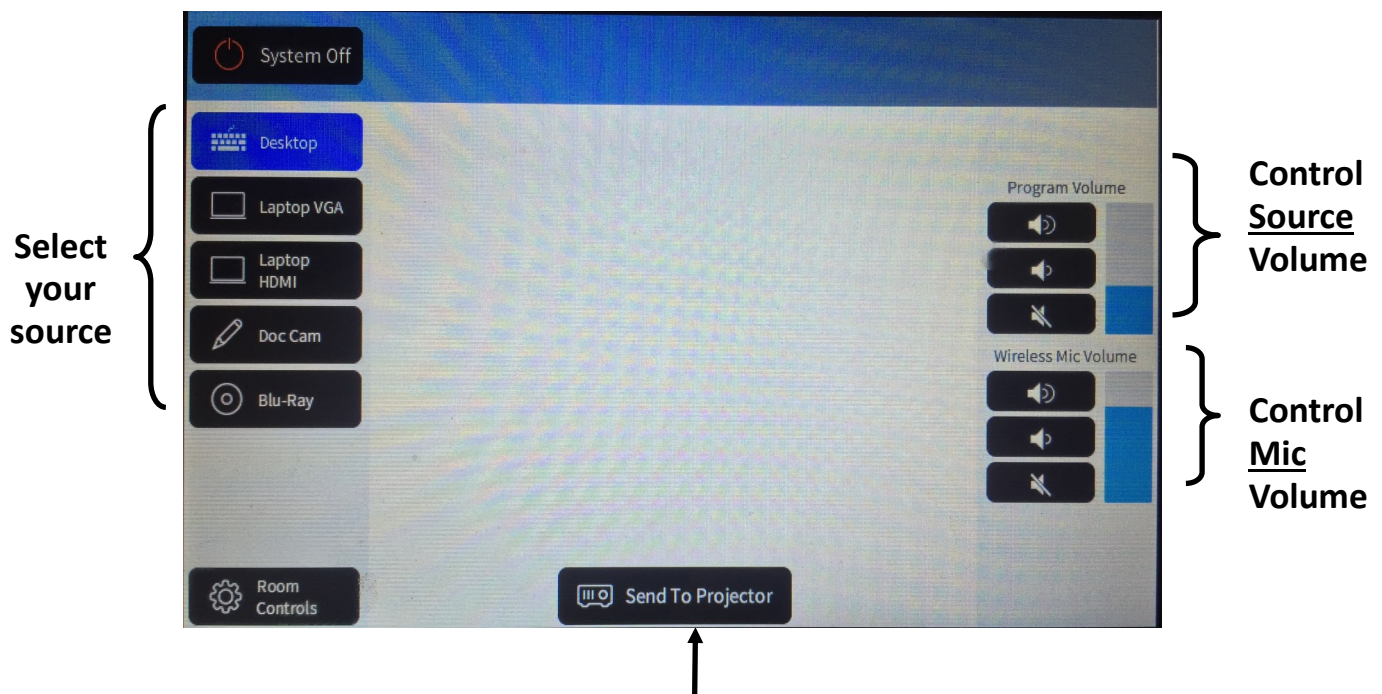 System Off
Desktop
Laptop VGA
Laptop
HDMI
Doc Cam
Blu-Ray
Room
Controls
Select
your
source
Send To Projector
Program Volume
Wireless Mic Volume
Control
Source
Volume
Control
Mic
Volume